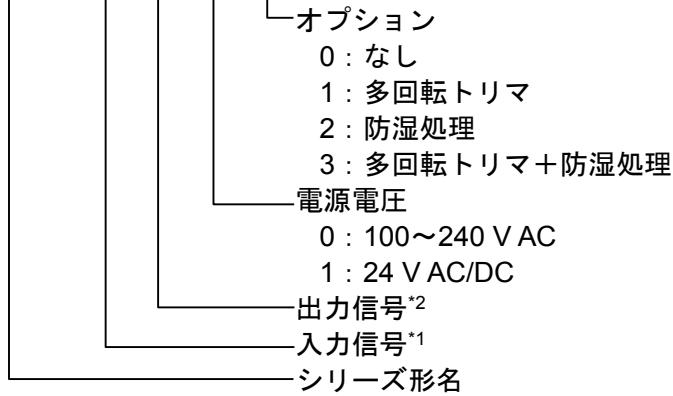 オプション
0：なし
1：多回転トリマ
2：防湿処理
3：多回転トリマ＋防湿処理
電源電圧
0：100～240 V AC
1：24 V AC/DC
出力信号*2
入力信号*1
シリーズ形名